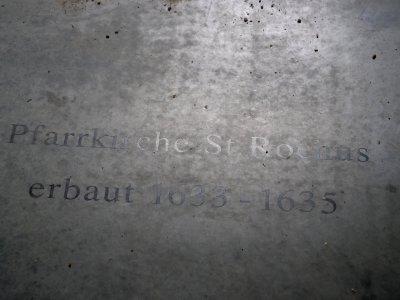 Pfarrkirche St Rochus
erbaut 1633 - 1635